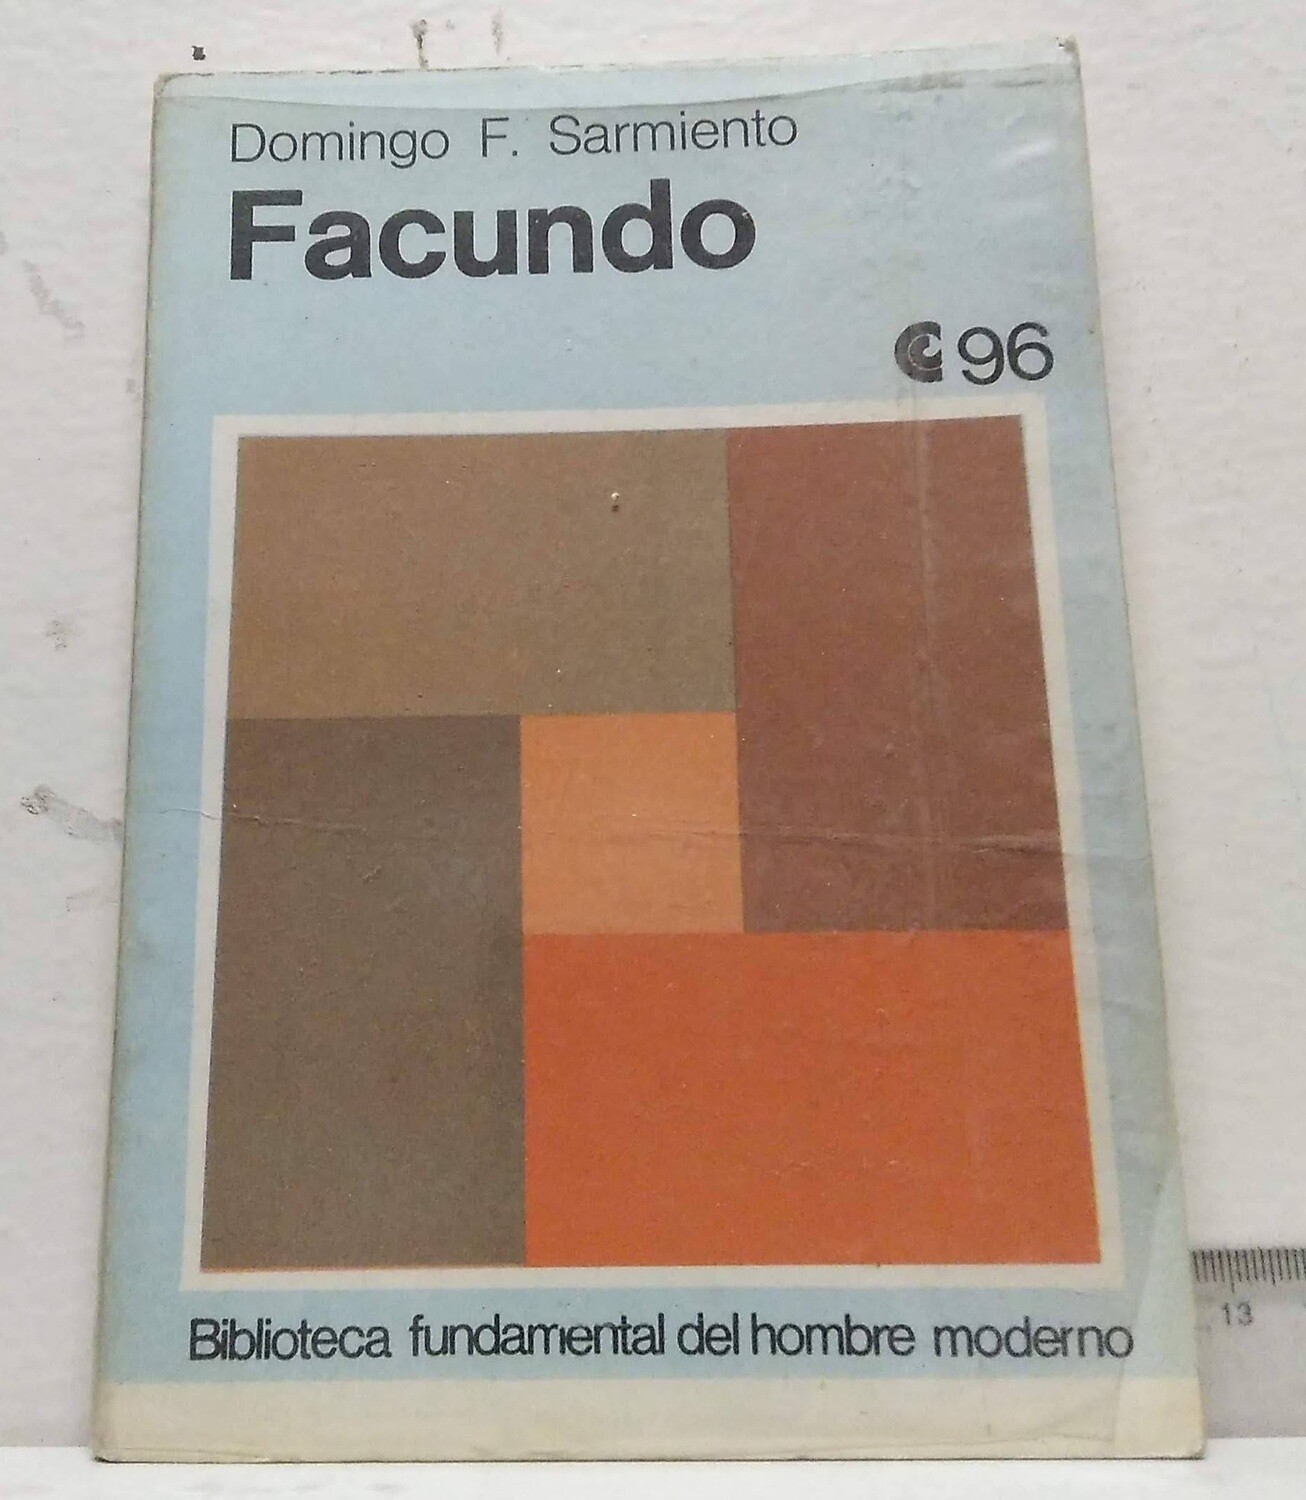 Domingo F. Sarmiento
Facundo
96
Biblioteca fundamental del hombre moderno
13